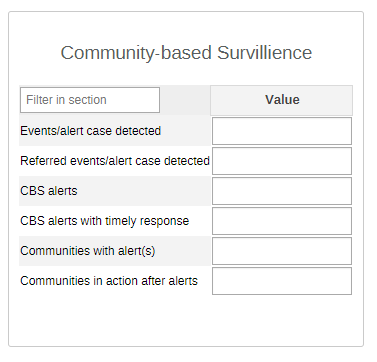 Community-based Survillience
Filter in section
Value
Events/alert case detected
Referred events/alert case detected
CBS alerts
CBS alerts with timely response
Communities with alert(s)
Communities in action after alerts